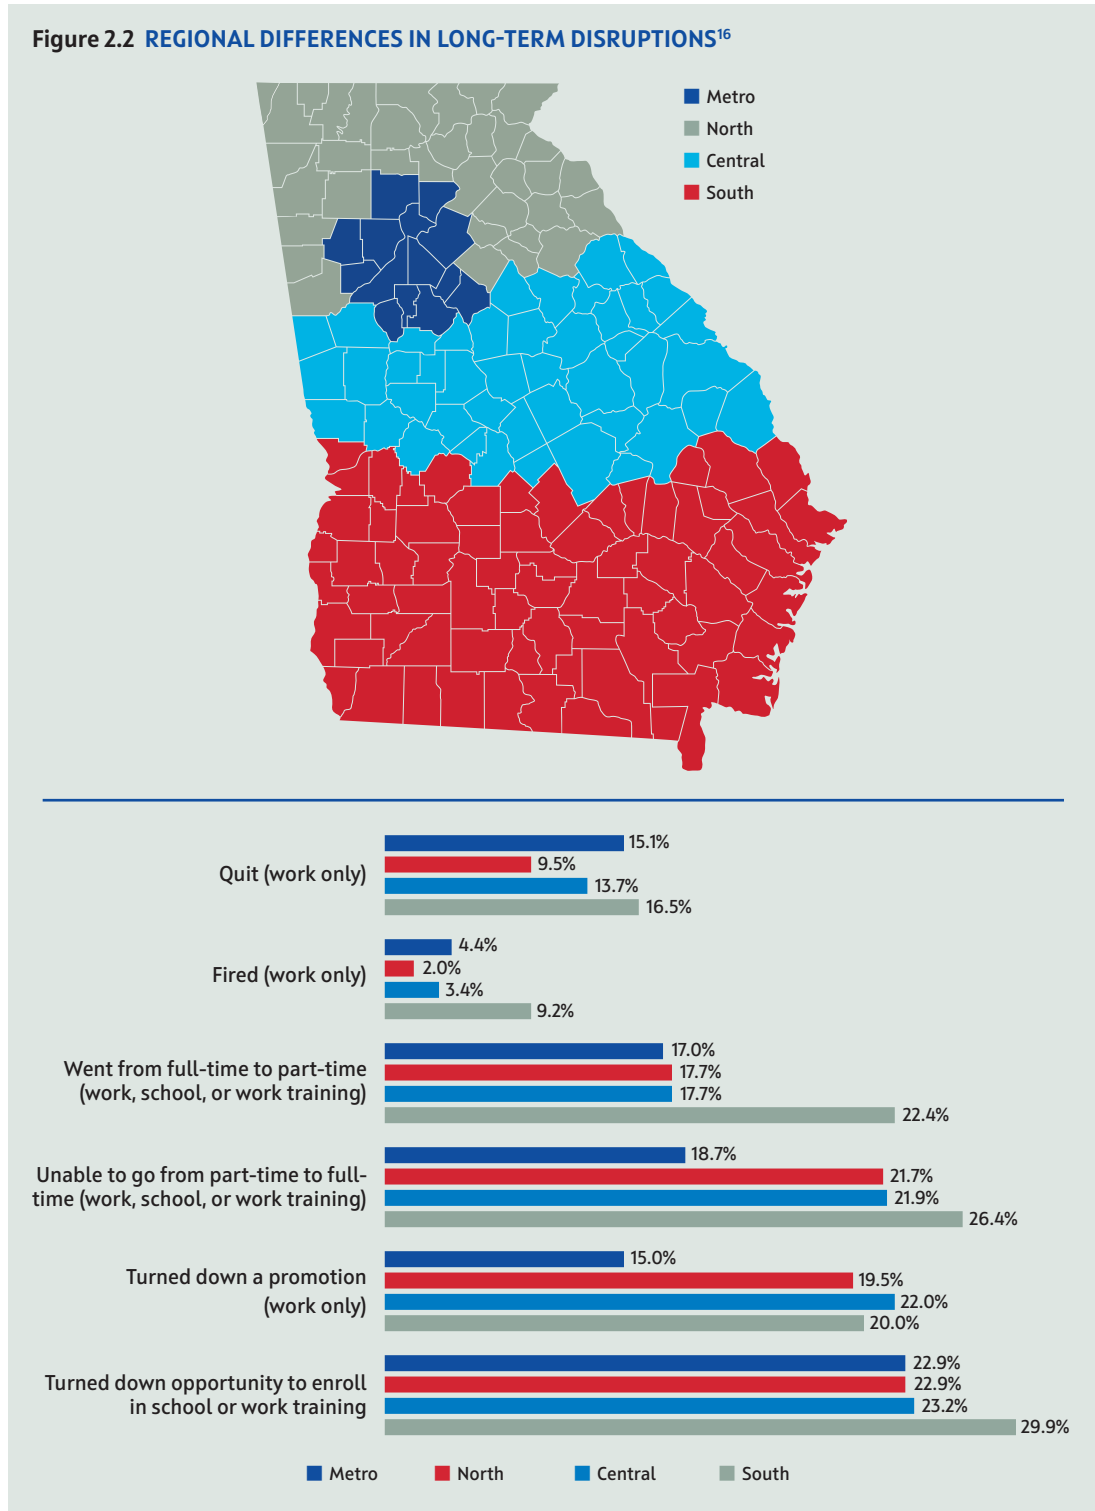 Figure 2.2 REGIONAL DIFFERENCES IN LONG-TERM DISRUPTIONS16
Metro
North
Central
South
Quit (work only)
15.1%
9.5%
13.7%
16.5%
Fired (work only)
4.4%
2.0%
3.4%
9.2%
Went from full-time to part-time
(work, school, or work training)
17.0%
17.7%
17.7%
22.4%
Unable to go from part-time to full-
time (work, school, or work training)
18.7%
21.7%
21.9%
26.4%
Turned down a promotion
(work only)
15.0%
19.5%
22.0%
20.0%
Turned down opportunity to enroll
in school or work training
22.9%
22.9%
23.2%
29.9%
Metro North Central South